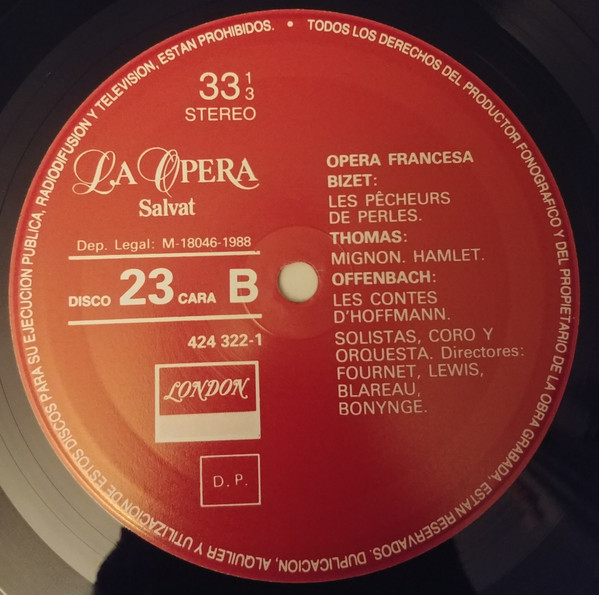 TODOS LOS DERECHOS DEL PRODUCTOR FONOGRAFICO Y DEL PROPIETARIO DE LA OBRA GRABADA, ESTAN RESERVADOS. DUPLICACION, ALQUILER Y UTILIZACION DE ESTOS DISCOS PARA SU EJECUCION PUBLICA, RADIODIFUSION Y TELEVISION, ESTAN PROHIBIDOS. •
33 1/3
STEREO
LA OPERA
Salvat
Dep. Legal: M-18046-1988
DISCO 23 CARA B
424 322-1
LONDON
D.P.
OPERA FRANCESA
BIZET:
LES PÊCHEURS
DE PERLES.
THOMAS:
MIGNON. HAMLET.
OFFENBACH:
LES CONTES
D'HOFFMANN.
SOLISTAS, CORO Y
ORQUESTA. Directores:
FOURNET, LEWIS,
BLAREAU,
BONYNGE.